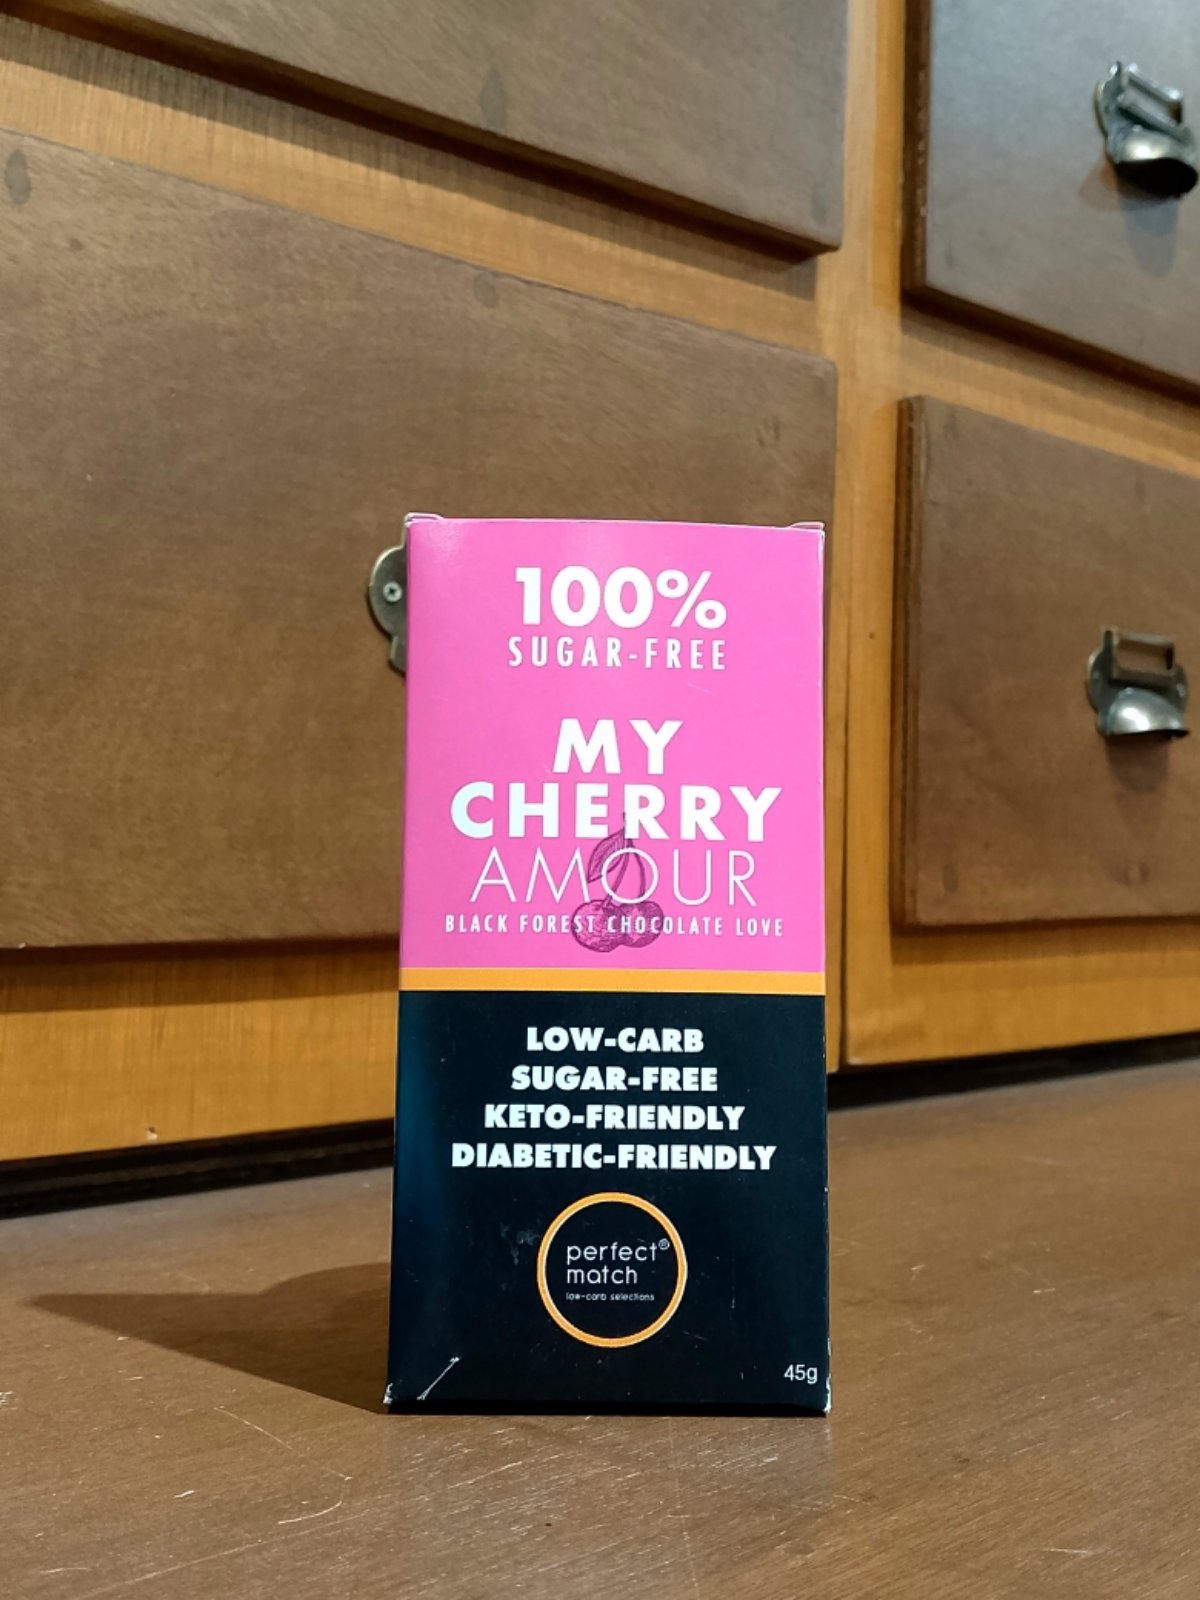 100%
SUGAR-FREE
MY
CHERRY
AMOUR
BLACK FOREST CHOCOLATE LOVE
LOW-CARB
SUGAR-FREE
KETO-FRIENDLY
DIABETIC-FRIENDLY
perfect®
match
low-carb selections
45g